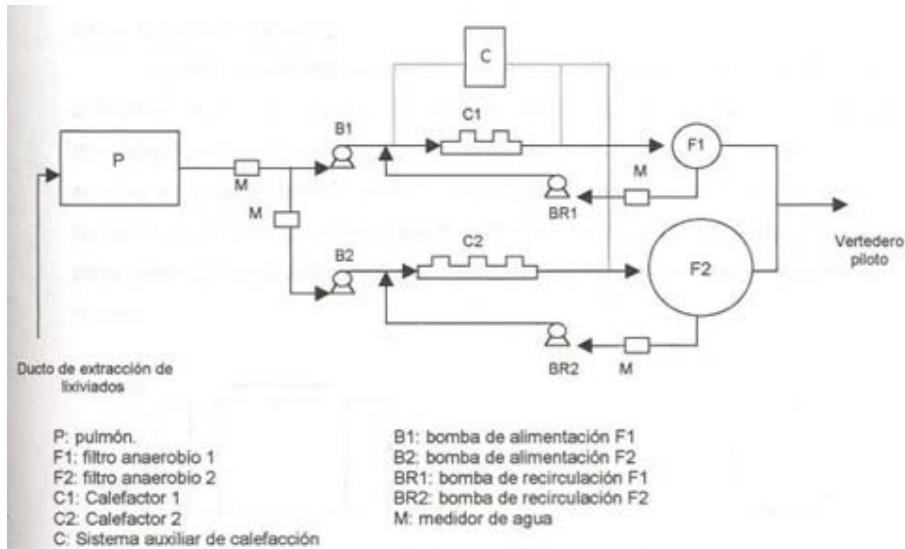 C
C1
B1
P
F1
M
M
M
BR1
C2
B2
Vertedero
piloto
F2
BR2
M
Ducto de extracción de
lixiviados
P: pulmón.
F1: filtro anaerobio 1
F2: filtro anaerobio 2
C1: Calefactor 1
C2: Calefactor 2
C: Sistema auxiliar de calefacción
B1: bomba de alimentación F1
B2: bomba de alimentación F2
BR1: bomba de recirculación F1
BR2: bomba de recirculación F2
M: medidor de agua